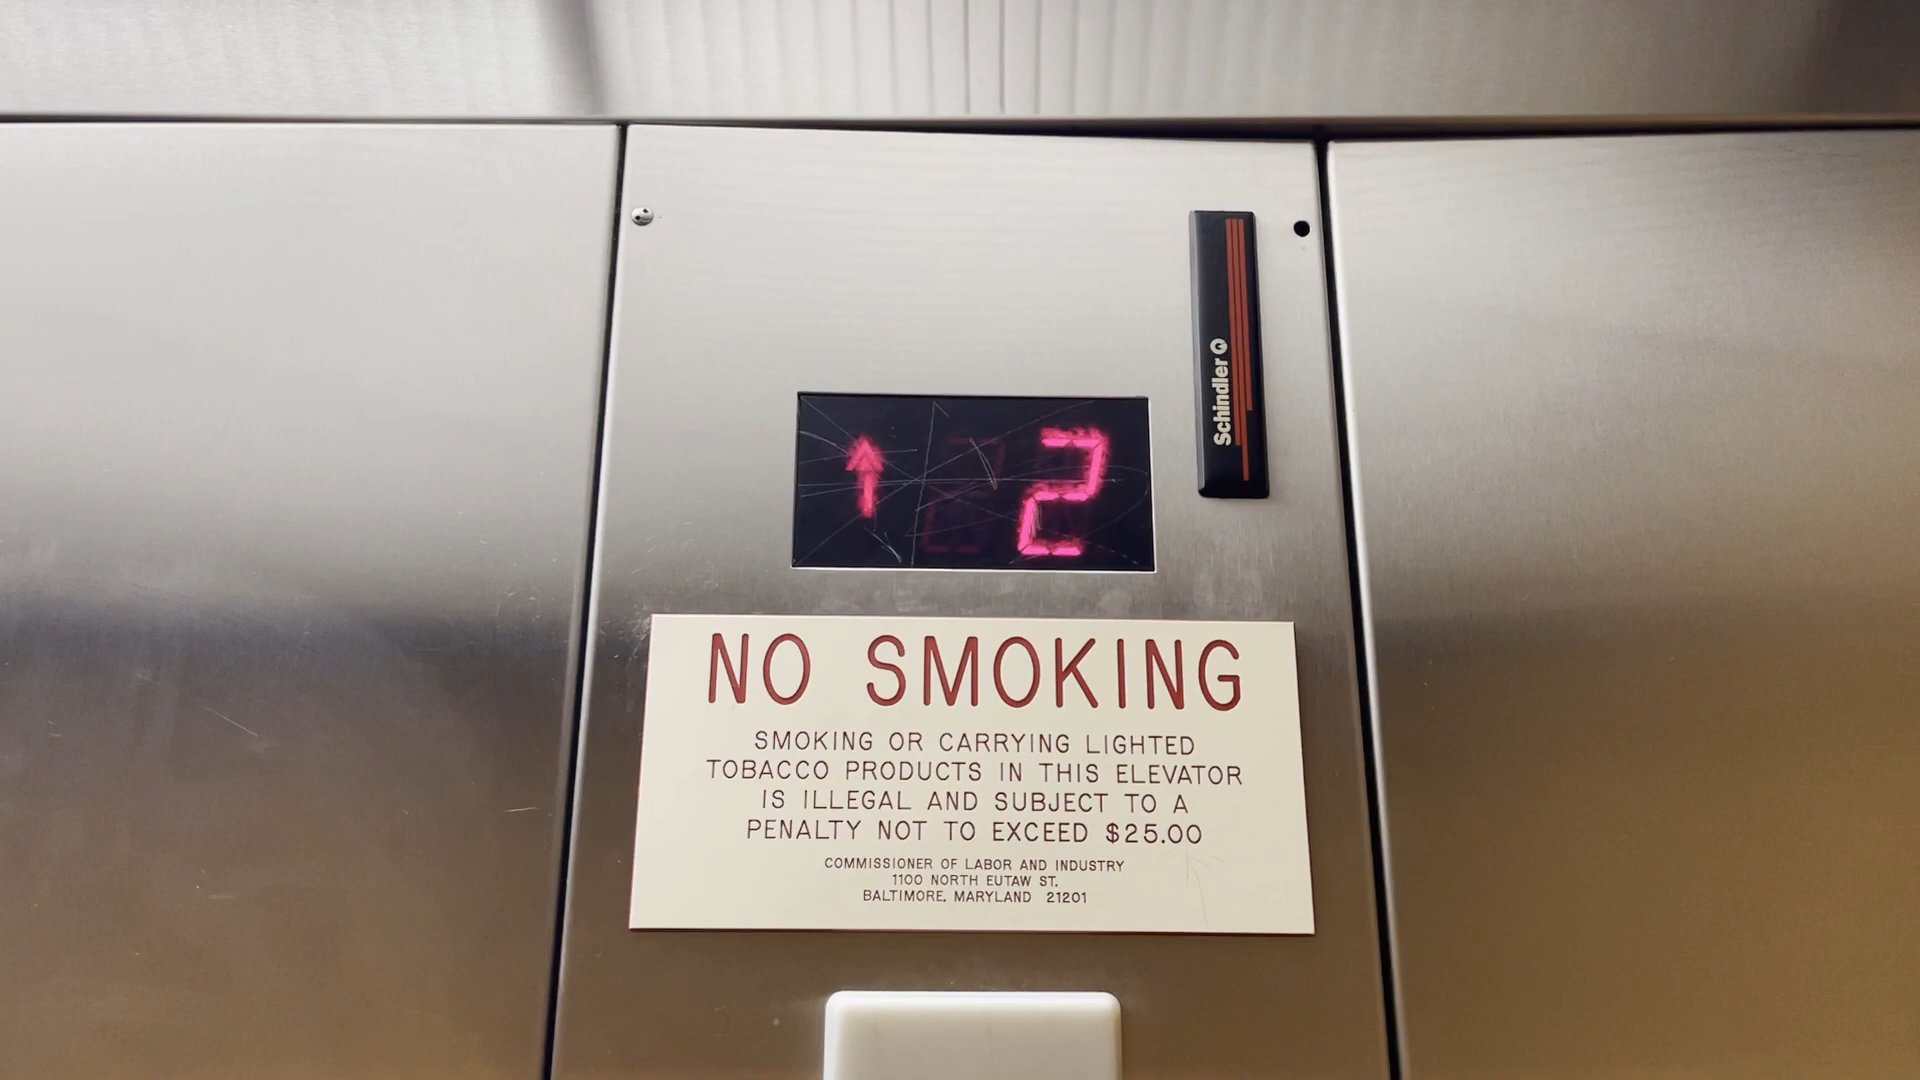 Schindler
2
NO SMOKING
SMOKING OR CARRYING LIGHTED
TOBACCO PRODUCTS IN THIS ELEVATOR
IS ILLEGAL AND SUBJECT TO A
PENALTY NOT TO EXCEED $25.00
COMMISSIONER OF LABOR AND INDUSTRY
1100 NORTH EUTAW ST.
BALTIMORE, MARYLAND 21201